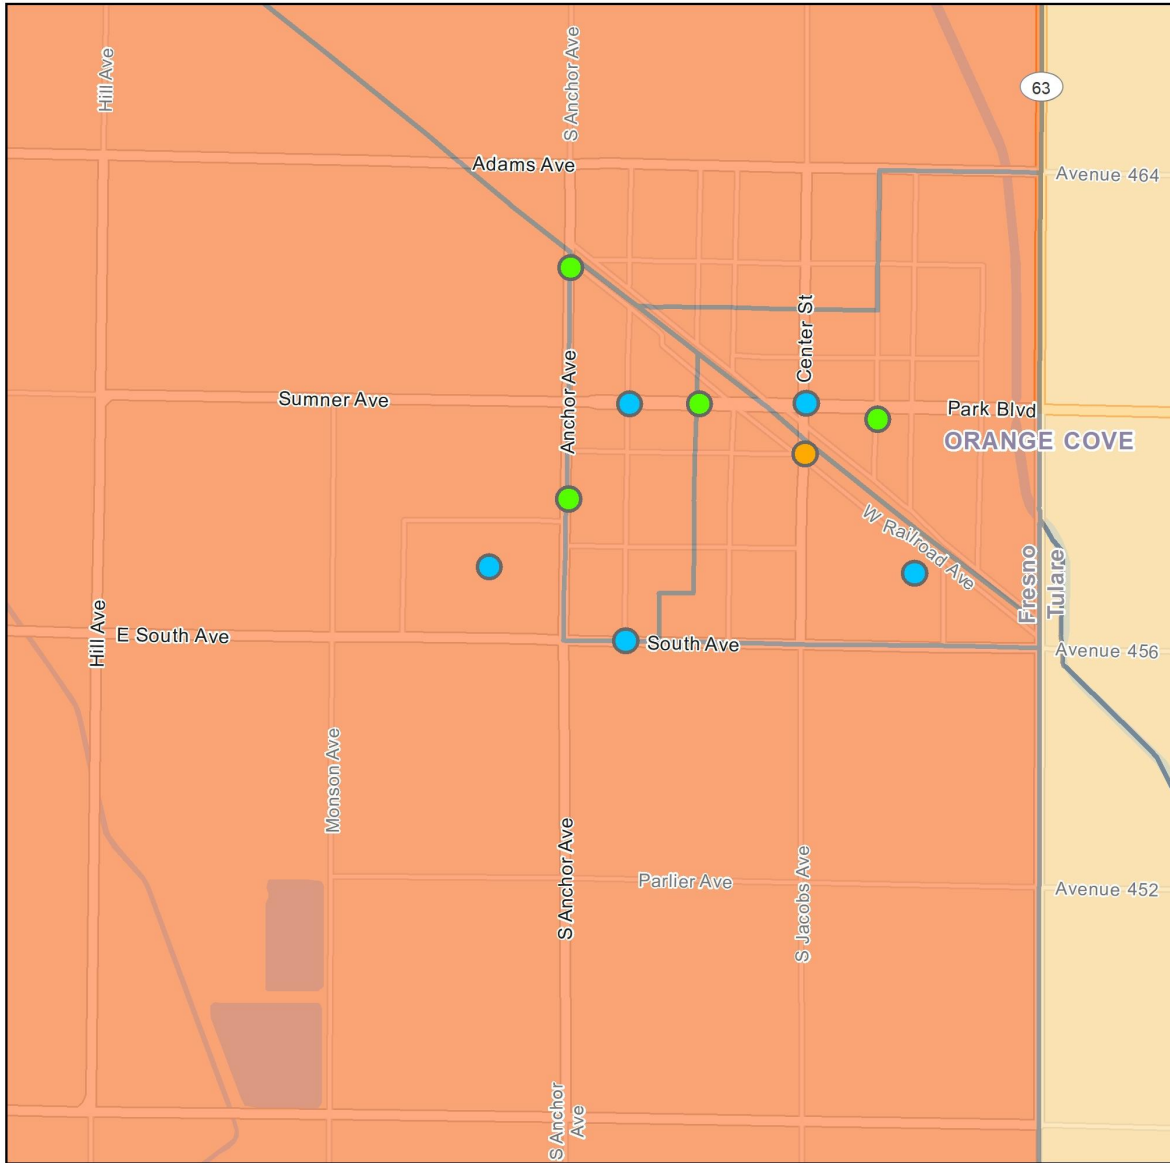 Hill Ave
S Anchor Ave
63
Adams Ave
Avenue 464
Center St
Anchor Ave
Sumner Ave
Park Blvd
ORANGE COVE
W Railroad Ave
Fresno
Tulare
Hill Ave
E South Ave
South Ave
Avenue 456
Monson Ave
S Anchor Ave
Parlier Ave
S Jacobs Ave
Avenue 452
S Anchor
Ave